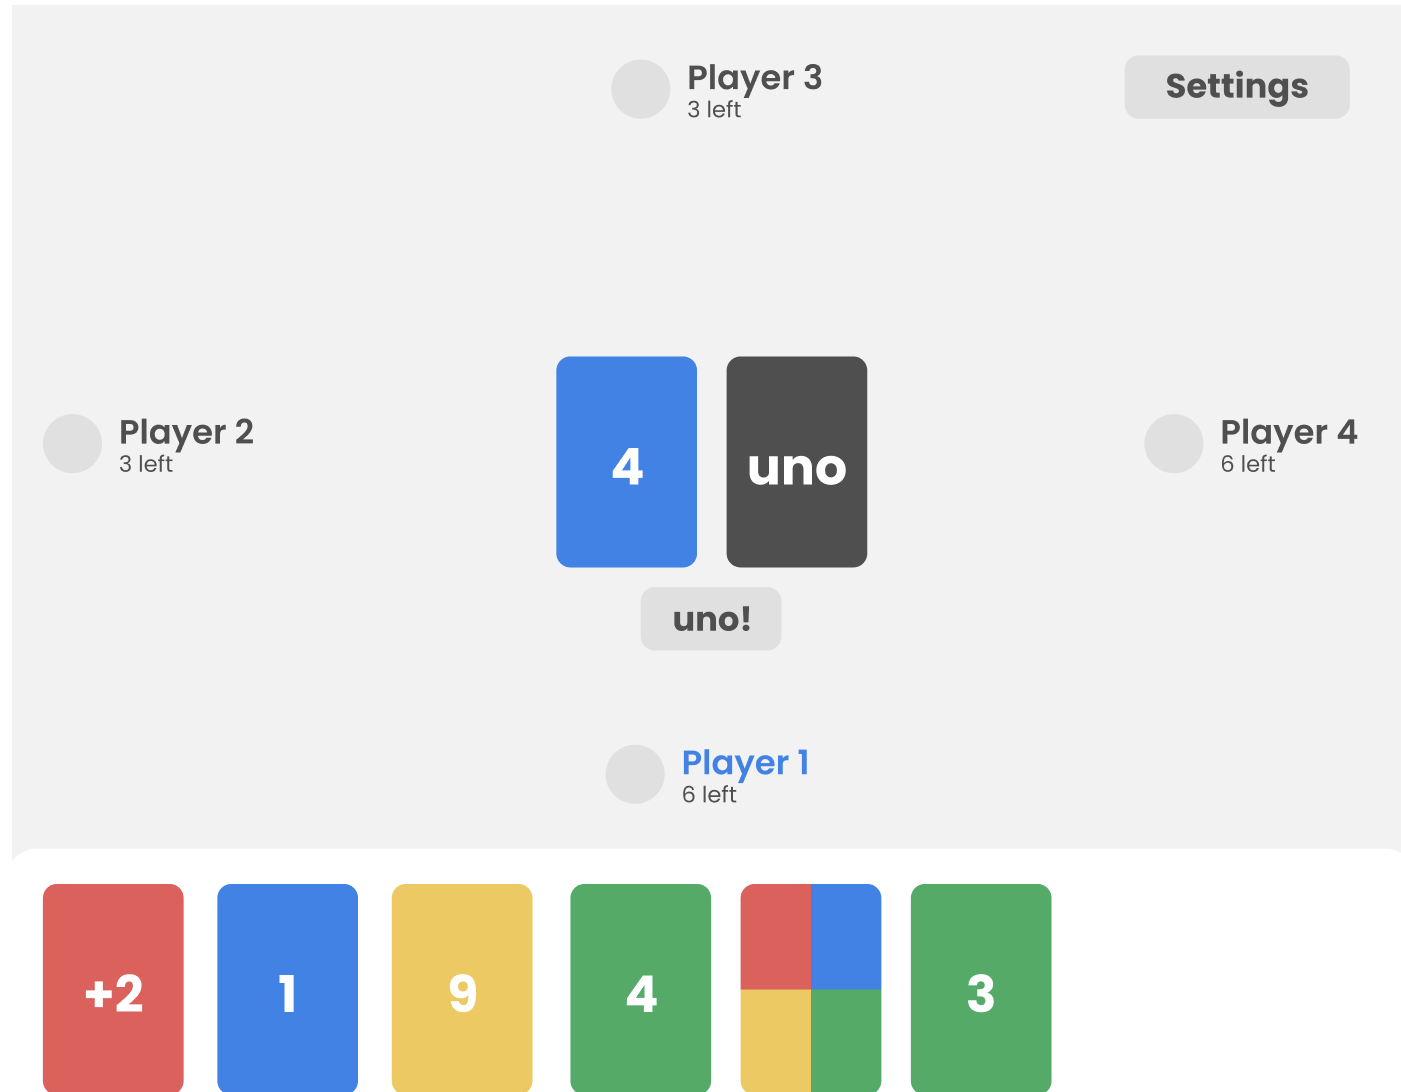 Player 3
3 left
Settings
Player 2
3 left
4
uno
Player 4
6 left
uno!
Player 1
6 left
+2
1
9
4
3